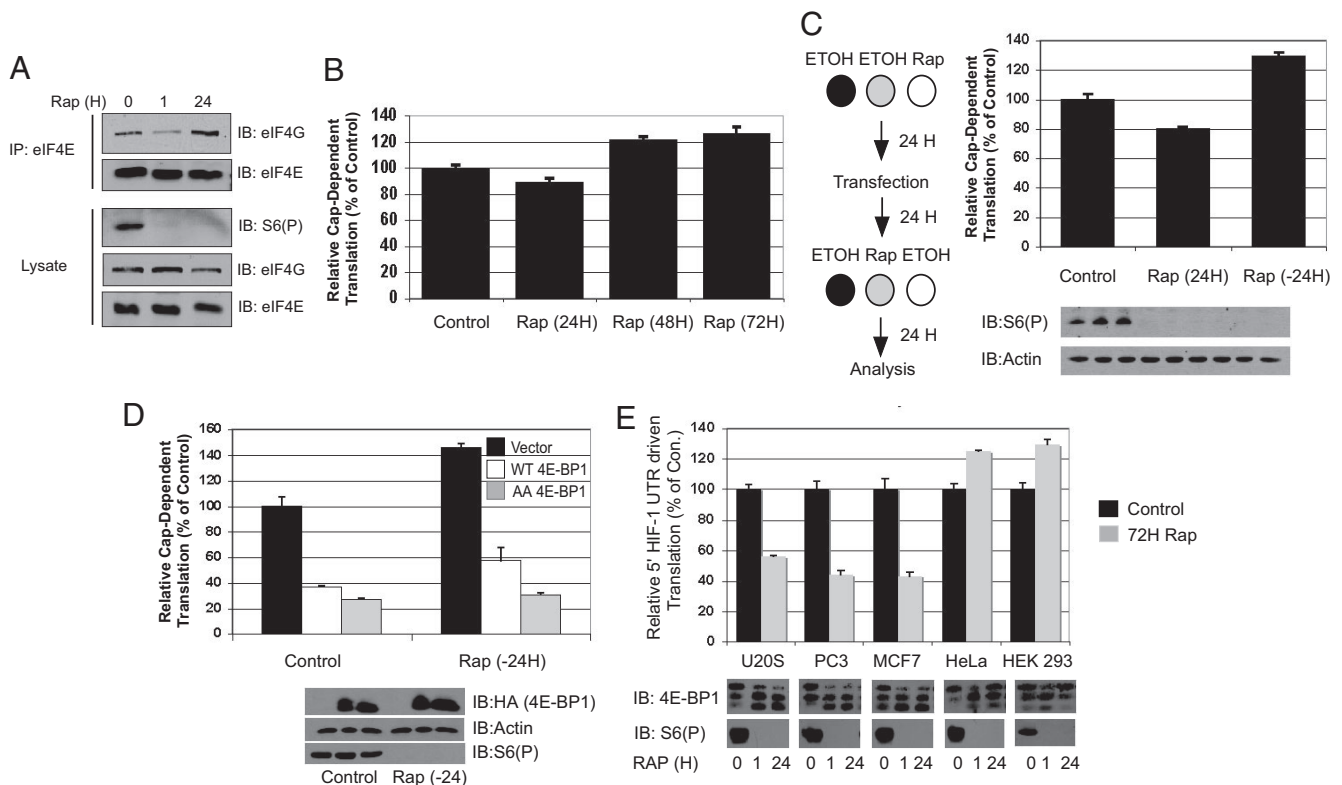 A
Rap (H) 0 1 24
IP: eIF4E
IB: eIF4G
IB: eIF4E
Lysate
IB: S6(P)
IB: eIF4G
IB: eIF4E
B
Relative Cap-Dependent
Translation (% of Control)
140
120
100
80
60
40
20
0
Control Rap (24H) Rap (48H) Rap (72H)
C
ETOH ETOH Rap
24 H
Transfection
24 H
ETOH Rap ETOH
24 H
Analysis
Relative Cap-Dependent
Translation (% of Control)
140
120
100
80
60
40
20
0
Control Rap (24H) Rap (-24H)
IB:S6(P)
IB:Actin
D
Relative Cap-Dependent
Translation (% of Control)
160
140
120
100
80
60
40
20
0
Vector
WT 4E-BP1
AA 4E-BP1
Control Rap (-24H)
IB:HA (4E-BP1)
IB:Actin
IB:S6(P)
Control Rap (-24)
E
Relative 5' HIF-1 UTR driven
Translation (% of Con.)
140
120
100
80
60
40
20
0
Control
72H Rap
U20S PC3 MCF7 HeLa HEK 293
IB: 4E-BP1
IB: S6(P)
RAP (H) 0 1 24 0 1 24 0 1 24 0 1 24 0 1 24